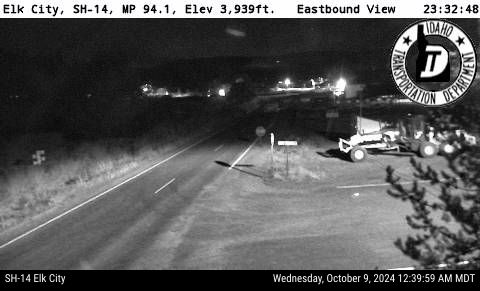 Elk City, SH-14, MP 94.1, Elev 3,939ft. Eastbound View 23:32:48
IDAHO
TRANSPORTATION DEPARTMENT
SH-14 Elk City Wednesday, October 9, 2024 12:39:59 AM MDT